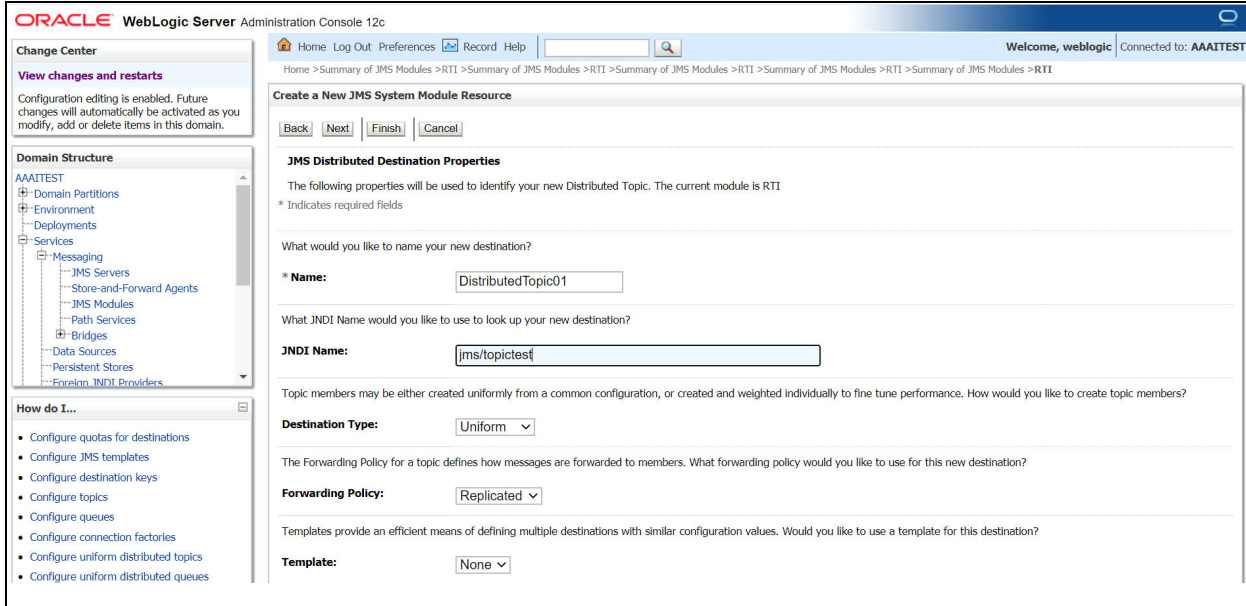 ORACLE WebLogic Server Administration Console 12c
Change Center
View changes and restarts
Configuration editing is enabled. Future
changes will automatically be activated as you
modify, add or delete items in this domain.
Domain Structure
AAAITEST
Domain Partitions
Environment
Deployments
Services
Messaging
JMS Servers
Store-and-Forward Agents
JMS Modules
Path Services
Bridges
Data Sources
Persistent Stores
Foreign JNDI Providers
How do I...
Configure quotas for destinations
Configure JMS templates
Configure destination keys
Configure topics
Configure queues
Configure connection factories
Configure uniform distributed topics
Configure uniform distributed queues
Home Log Out Preferences Record Help
Welcome, weblogic Connected to: AAAITEST
Home >Summary of JMS Modules >RTI >Summary of JMS Modules >RTI >Summary of JMS Modules >RTI >Summary of JMS Modules >RTI >Summary of JMS Modules >RTI
Create a New JMS System Module Resource
Back Next Finish Cancel
JMS Distributed Destination Properties
The following properties will be used to identify your new Distributed Topic. The current module is RTI
* Indicates required fields
What would you like to name your new destination?
* Name: DistributedTopic01
What JNDI Name would you like to use to look up your new destination?
JNDI Name: jms/topictest
Topic members may be either created uniformly from a common configuration, or created and weighted individually to fine tune performance. How would you like to create topic members?
Destination Type: Uniform
The Forwarding Policy for a topic defines how messages are forwarded to members. What forwarding policy would you like to use for this new destination?
Forwarding Policy: Replicated
Templates provide an efficient means of defining multiple destinations with similar configuration values. Would you like to use a template for this destination?
Template: None